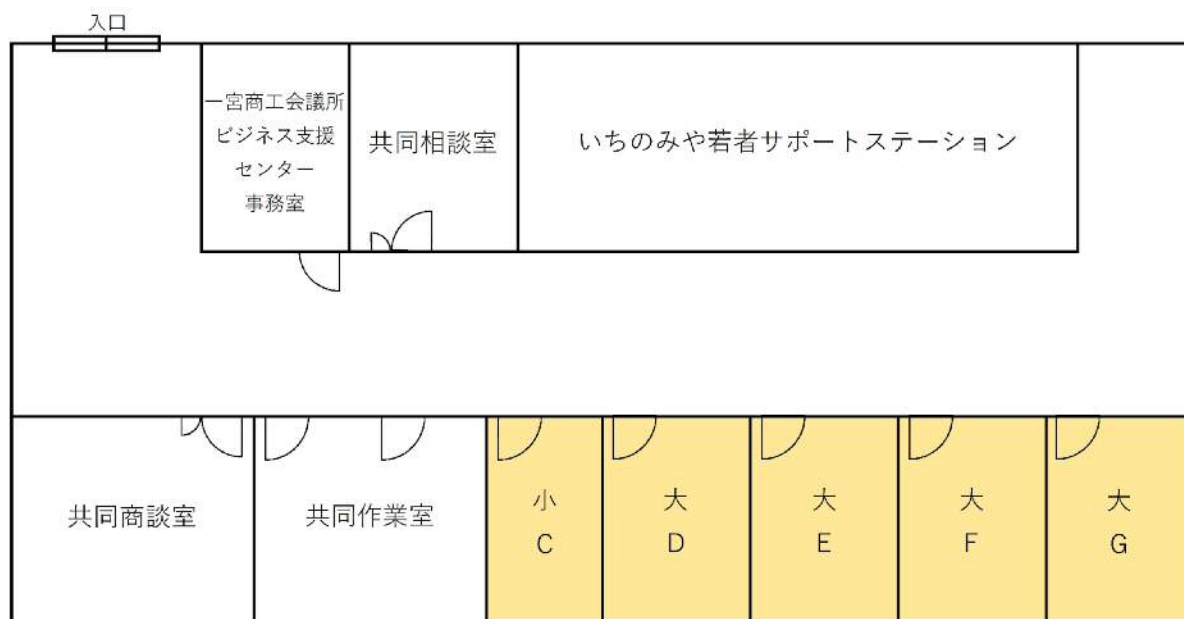 入口
一宮商工会議所
ビジネス支援
センター
事務室
共同相談室
いちのみや若者サポートステーション
共同商談室
共同作業室
小
C
大
D
大
E
大
F
大
G